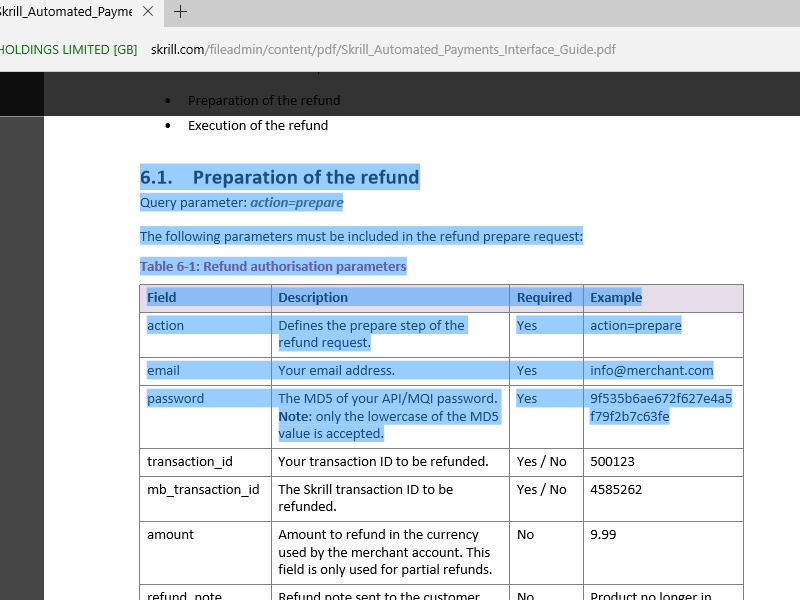 Skrill_Automated_Payme
HOLDINGS LIMITED [GB] skrill.com/fileadmin/content/pdf/Skrill_Automated_Payments_Interface_Guide.pdf
• Preparation of the refund
• Execution of the refund
6.1. Preparation of the refund
Query parameter: action=prepare
The following parameters must be included in the refund prepare request:
Table 6-1: Refund authorisation parameters
Field Description Required Example
action Defines the prepare step of the Yes action=prepare
refund request.
email Your email address. Yes info@merchant.com
password The MD5 of your API/MQI password. Yes 9f535b6ae672f627e4a5
Note: only the lowercase of the MD5 f79f2b7c63fe
value is accepted.
transaction_id Your transaction ID to be refunded. Yes / No 500123
mb_transaction_id The Skrill transaction ID to be Yes / No 4585262
refunded.
amount Amount to refund in the currency No 9.99
used by the merchant account. This
field is only used for partial refunds.
refund_note Refund note sent to the customer. No Product no longer in